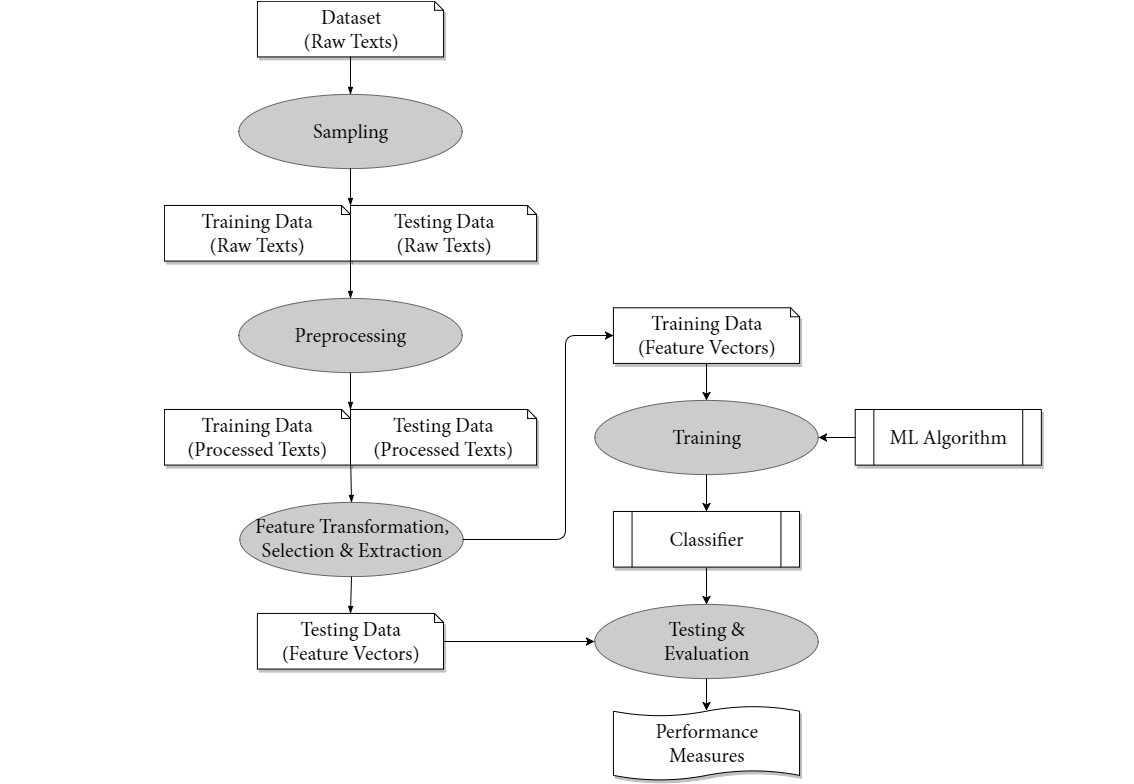 Dataset
(Raw Texts)
Sampling
Training Data
(Raw Texts)
Testing Data
(Raw Texts)
Preprocessing
Training Data
(Processed Texts)
Testing Data
(Processed Texts)
Feature Transformation,
Selection & Extraction
Testing Data
(Feature Vectors)
Training Data
(Feature Vectors)
Training
ML Algorithm
Classifier
Testing &
Evaluation
Performance
Measures